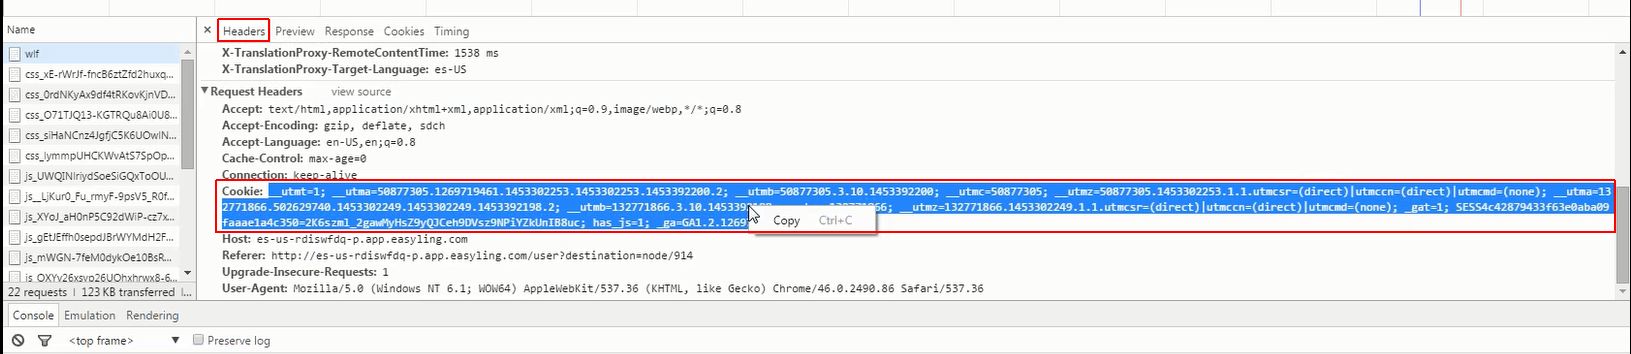 Name
wlf
css_xE-rWrJf-fncB6ztZfd2huxq...
css_0rdNKyAx9df4tRKovKjnVD...
css_O71TJQ13-KGTRQu8Ai0U8...
css_siHaNCnz4JgfjC5K6UOwIN...
css_lymmpUHCKWvAtS7SpOp...
js_UWQINIriydSoeSiGQxToOU...
js_LjKur0_Fu_rmyF-9psV5_R0f...
js_XYoJ_aH0nP5C92dWiP-cz7x...
js_gEtJEffh0sepdJBrWYMdH2F...
js_mWGN-7feM0dykOe10BsR...
js_OXYv26xsvp26UOhxhrwx8-6...
22 requests | 123 KB transferred |...
× Headers Preview Response Cookies Timing
X-TranslationProxy-RemoteContentTime: 1538 ms
X-TranslationProxy-Target-Language: es-US
▼Request Headers view source
Accept: text/html,application/xhtml+xml,application/xml;q=0.9,image/webp,*/*;q=0.8
Accept-Encoding: gzip, deflate, sdch
Accept-Language: en-US,en;q=0.8
Cache-Control: max-age=0
Connection: keep-alive
Cookie: __utmt=1; __utma=50877305.1269719461.1453302253.1453302253.1453392200.2; __utmb=50877305.3.10.1453392200; __utmc=50877305; __utmz=50877305.1453302253.1.1.utmcsr=(direct)|utmccn=(direct)|utmcmd=(none); __utma=13
2771866.502629740.1453302249.1453302249.1453392198.2; __utmb=132771866.3.10.14533921 __utmz=132771866.1453302249.1.1.utmcsr=(direct)|utmccn=(direct)|utmcmd=(none); _gat=1; SESS4c42879433f63e0aba09
faaae1a4c350=2K6szml_2gawMyHsZ9yQJCeh9DVsz9NPiYZkUnIB8uc; has_js=1; _ga=GA1.2.1269
Copy Ctrl+C
Host: es-us-rdiswfdq-p.app.easyling.com
Referer: http://es-us-rdiswfdq-p.app.easyling.com/user?destination=node/914
Upgrade-Insecure-Requests: 1
User-Agent: Mozilla/5.0 (Windows NT 6.1; WOW64) AppleWebKit/537.36 (KHTML, like Gecko) Chrome/46.0.2490.86 Safari/537.36
Console Emulation Rendering
<top frame> ▼ Preserve log